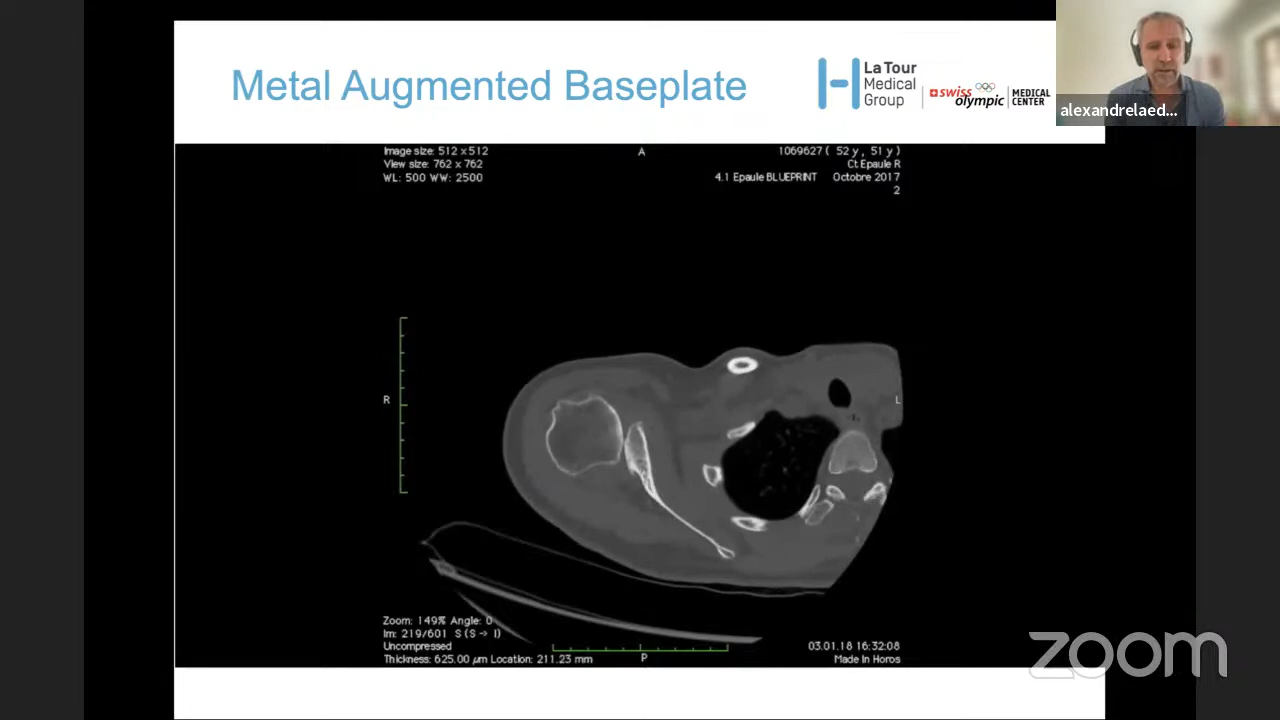 Metal Augmented Baseplate
La Tour
Medical
Group
swiss
olympic
MEDICAL
CENTER
alexandrelaed...
Image size: 512 x 512
View size: 762 x 762
WL: 500 WW: 2500
A
1069627 ( 52 y , 51 y )
Ct Epaule R
4.1 Epaule BLUEPRINT Octobre 2017
2
R
L
Zoom: 149% Angle: 0
Im: 219/601 S (S -> I)
Uncompressed
Thickness: 625.00 µm Location: 211.23 mm
P
03.01.18 16:32:08
Made In Horos
zoom